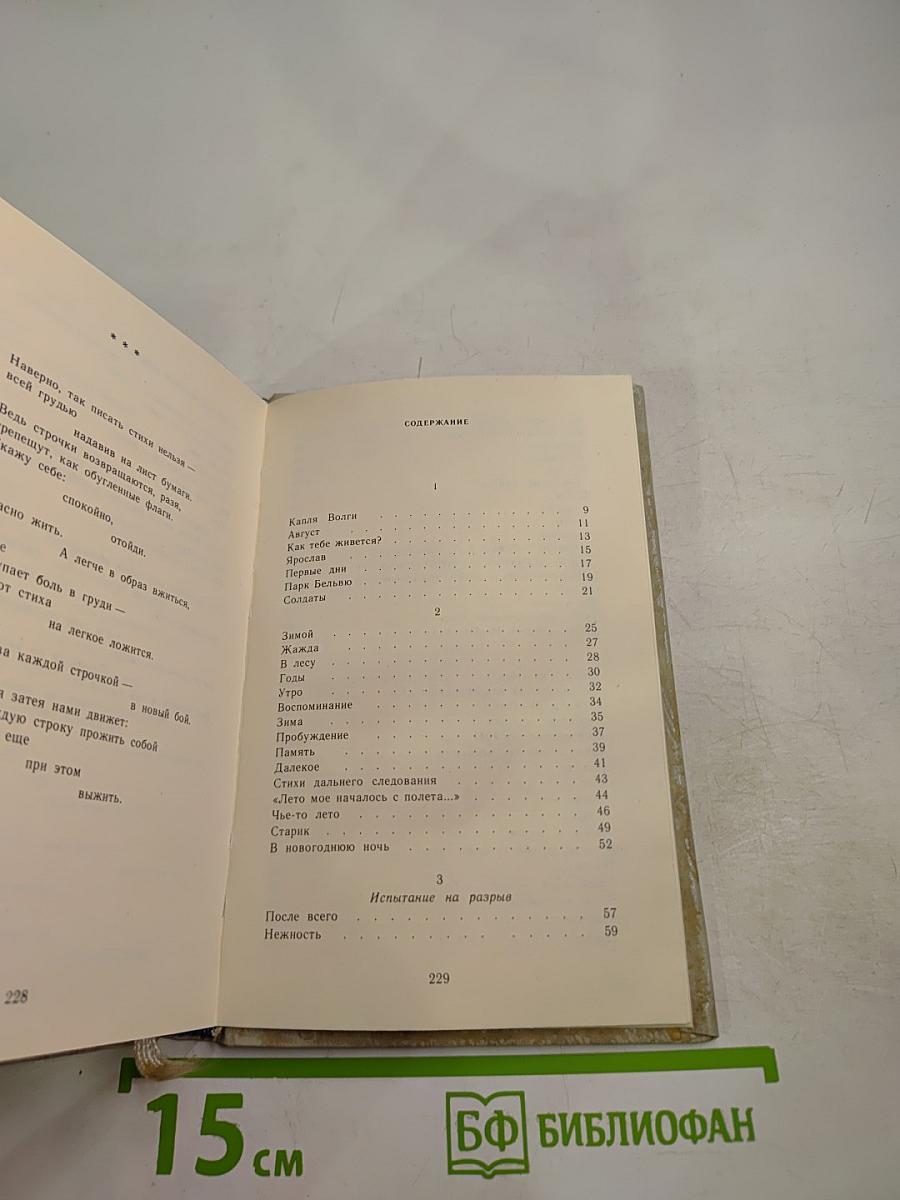 * * *
Наверно, так писать стихи нельзя —
всей грудью
надавив на лист бумаги.
Ведь строчки возвращаются, разя,
трепещут, как обугленные флаги.
кажу себе:
спокойно,
отойди.
асно жить.
А легче в образ вжиться,
е
упает боль в груди —
от стиха
на легкое ложится.
за каждой строчкой —
в новый бой.
я затея нами движет:
ждую строку прожить собой
еще
при этом
выжить.
228
СОДЕРЖАНИЕ
1
Капля Волги . . . . . . . . . . . . . 9
Август . . . . . . . . . . . . . 11
Как тебе живется? . . . . . . . . . . . . 13
Ярослав . . . . . . . . . . . . . 15
Первые дни . . . . . . . . . . . . . 17
Парк Бельвю . . . . . . . . . . . . . 19
Солдаты . . . . . . . . . . . . . 21
2
Зимой . . . . . . . . . . . . . 25
Жажда . . . . . . . . . . . . . 27
В лесу . . . . . . . . . . . . . 28
Годы . . . . . . . . . . . . . 30
Утро . . . . . . . . . . . . . 32
Воспоминание . . . . . . . . . . . . 34
Зима . . . . . . . . . . . . . 35
Пробуждение . . . . . . . . . . . . 37
Память . . . . . . . . . . . . . 39
Далекое . . . . . . . . . . . . . 41
Стихи дальнего следования . . . . . . . 43
«Лето мое началось с полета...» . . . . . . 44
Чье-то лето . . . . . . . . . . . . 46
Старик . . . . . . . . . . . . . 49
В новогоднюю ночь . . . . . . . . . . 52
3
Испытание на разрыв
После всего . . . . . . . . . . . . . 57
Нежность . . . . . . . . . . . . . 59
229
15 см
БФ БИБЛИОФАН